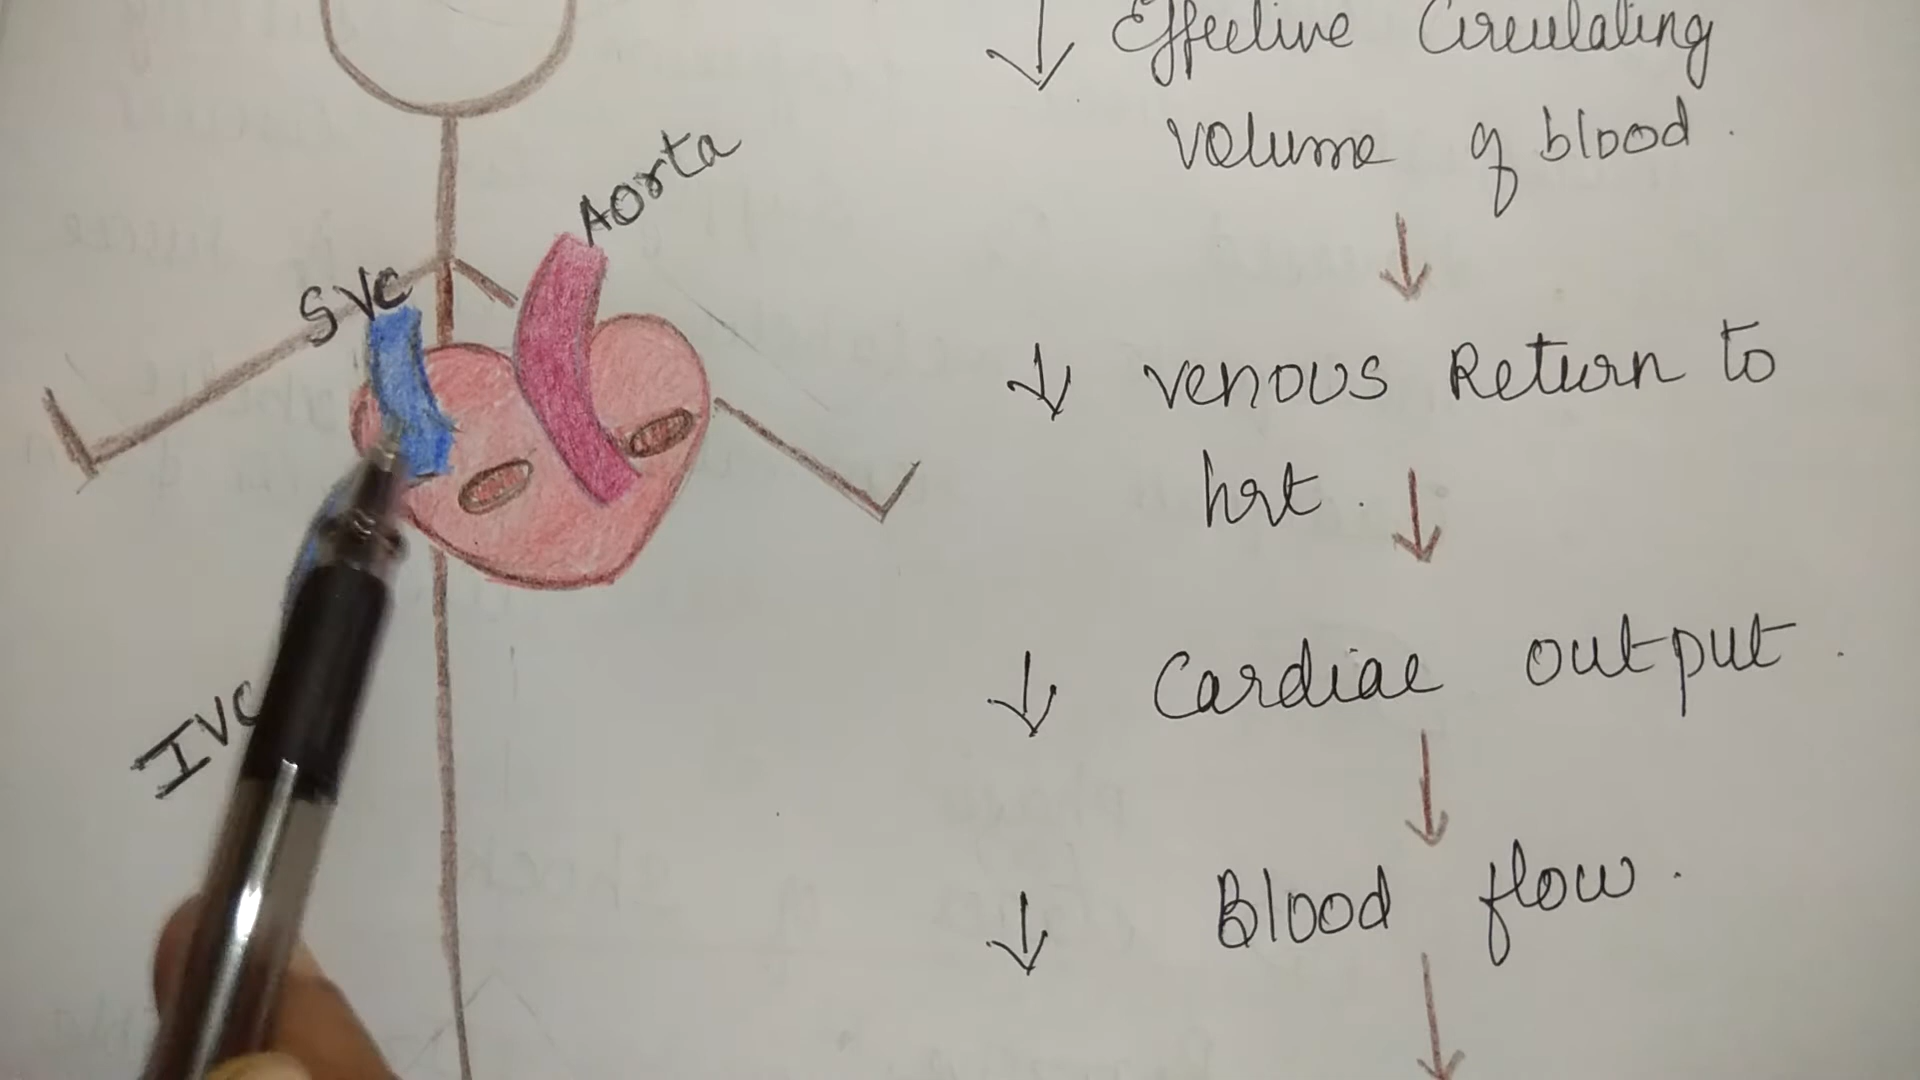 ↓ Effective Circulating
volume of blood.
↓ venous Return to
hrt.
↓ Cardiac output.
↓ Blood flow.
Aorta
SVC
IVC